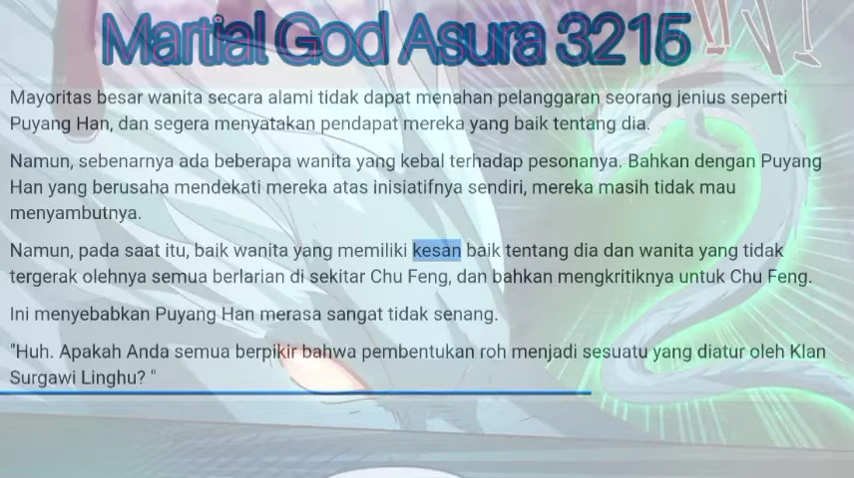 Martial God Asura 3215
Mayoritas besar wanita secara alami tidak dapat menahan pelanggaran seorang jenius seperti
Puyang Han, dan segera menyatakan pendapat mereka yang baik tentang dia.
Namun, sebenarnya ada beberapa wanita yang kebal terhadap pesonanya. Bahkan dengan Puyang
Han yang berusaha mendekati mereka atas inisiatifnya sendiri, mereka masih tidak mau
menyambutnya.
Namun, pada saat itu, baik wanita yang memiliki kesan baik tentang dia dan wanita yang tidak
tergerak olehnya semua berlarian di sekitar Chu Feng, dan bahkan mengkritiknya untuk Chu Feng.
Ini menyebabkan Puyang Han merasa sangat tidak senang.
"Huh. Apakah Anda semua berpikir bahwa pembentukan roh menjadi sesuatu yang diatur oleh Klan
Surgawi Linghu? "